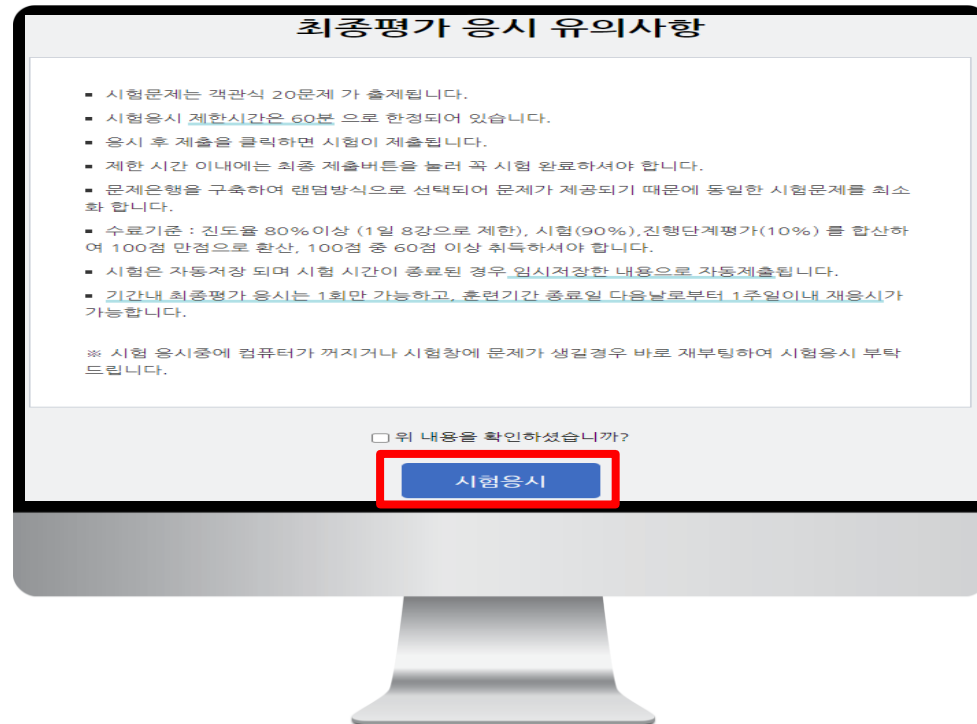 최종평가 응시 유의사항
▪ 시험문제는 객관식 20문제 가 출제됩니다.
▪ 시험응시 제한시간은 60분 으로 한정되어 있습니다.
▪ 응시 후 제출을 클릭하면 시험이 제출됩니다.
▪ 제한 시간 이내에는 최종 제출버튼을 눌러 꼭 시험 완료하셔야 합니다.
▪ 문제은행을 구축하여 랜덤방식으로 선택되어 문제가 제공되기 때문에 동일한 시험문제를 최소
화 합니다.
▪ 수료기준 : 진도율 80%이상 (1일 8강으로 제한), 시험(90%),진행단계평가(10%) 를 합산하
여 100점 만점으로 환산, 100점 중 60점 이상 취득하셔야 합니다.
▪ 시험은 자동저장 되며 시험 시간이 종료된 경우 임시저장한 내용으로 자동제출됩니다.
▪ 기간내 최종평가 응시는 1회만 가능하고, 훈련기간 종료일 다음날로부터 1주일이내 재응시가
가능합니다.
※ 시험 응시중에 컴퓨터가 꺼지거나 시험창에 문제가 생길경우 바로 재부팅하여 시험응시 부탁
드립니다.
위 내용을 확인하셨습니까?
시험응시